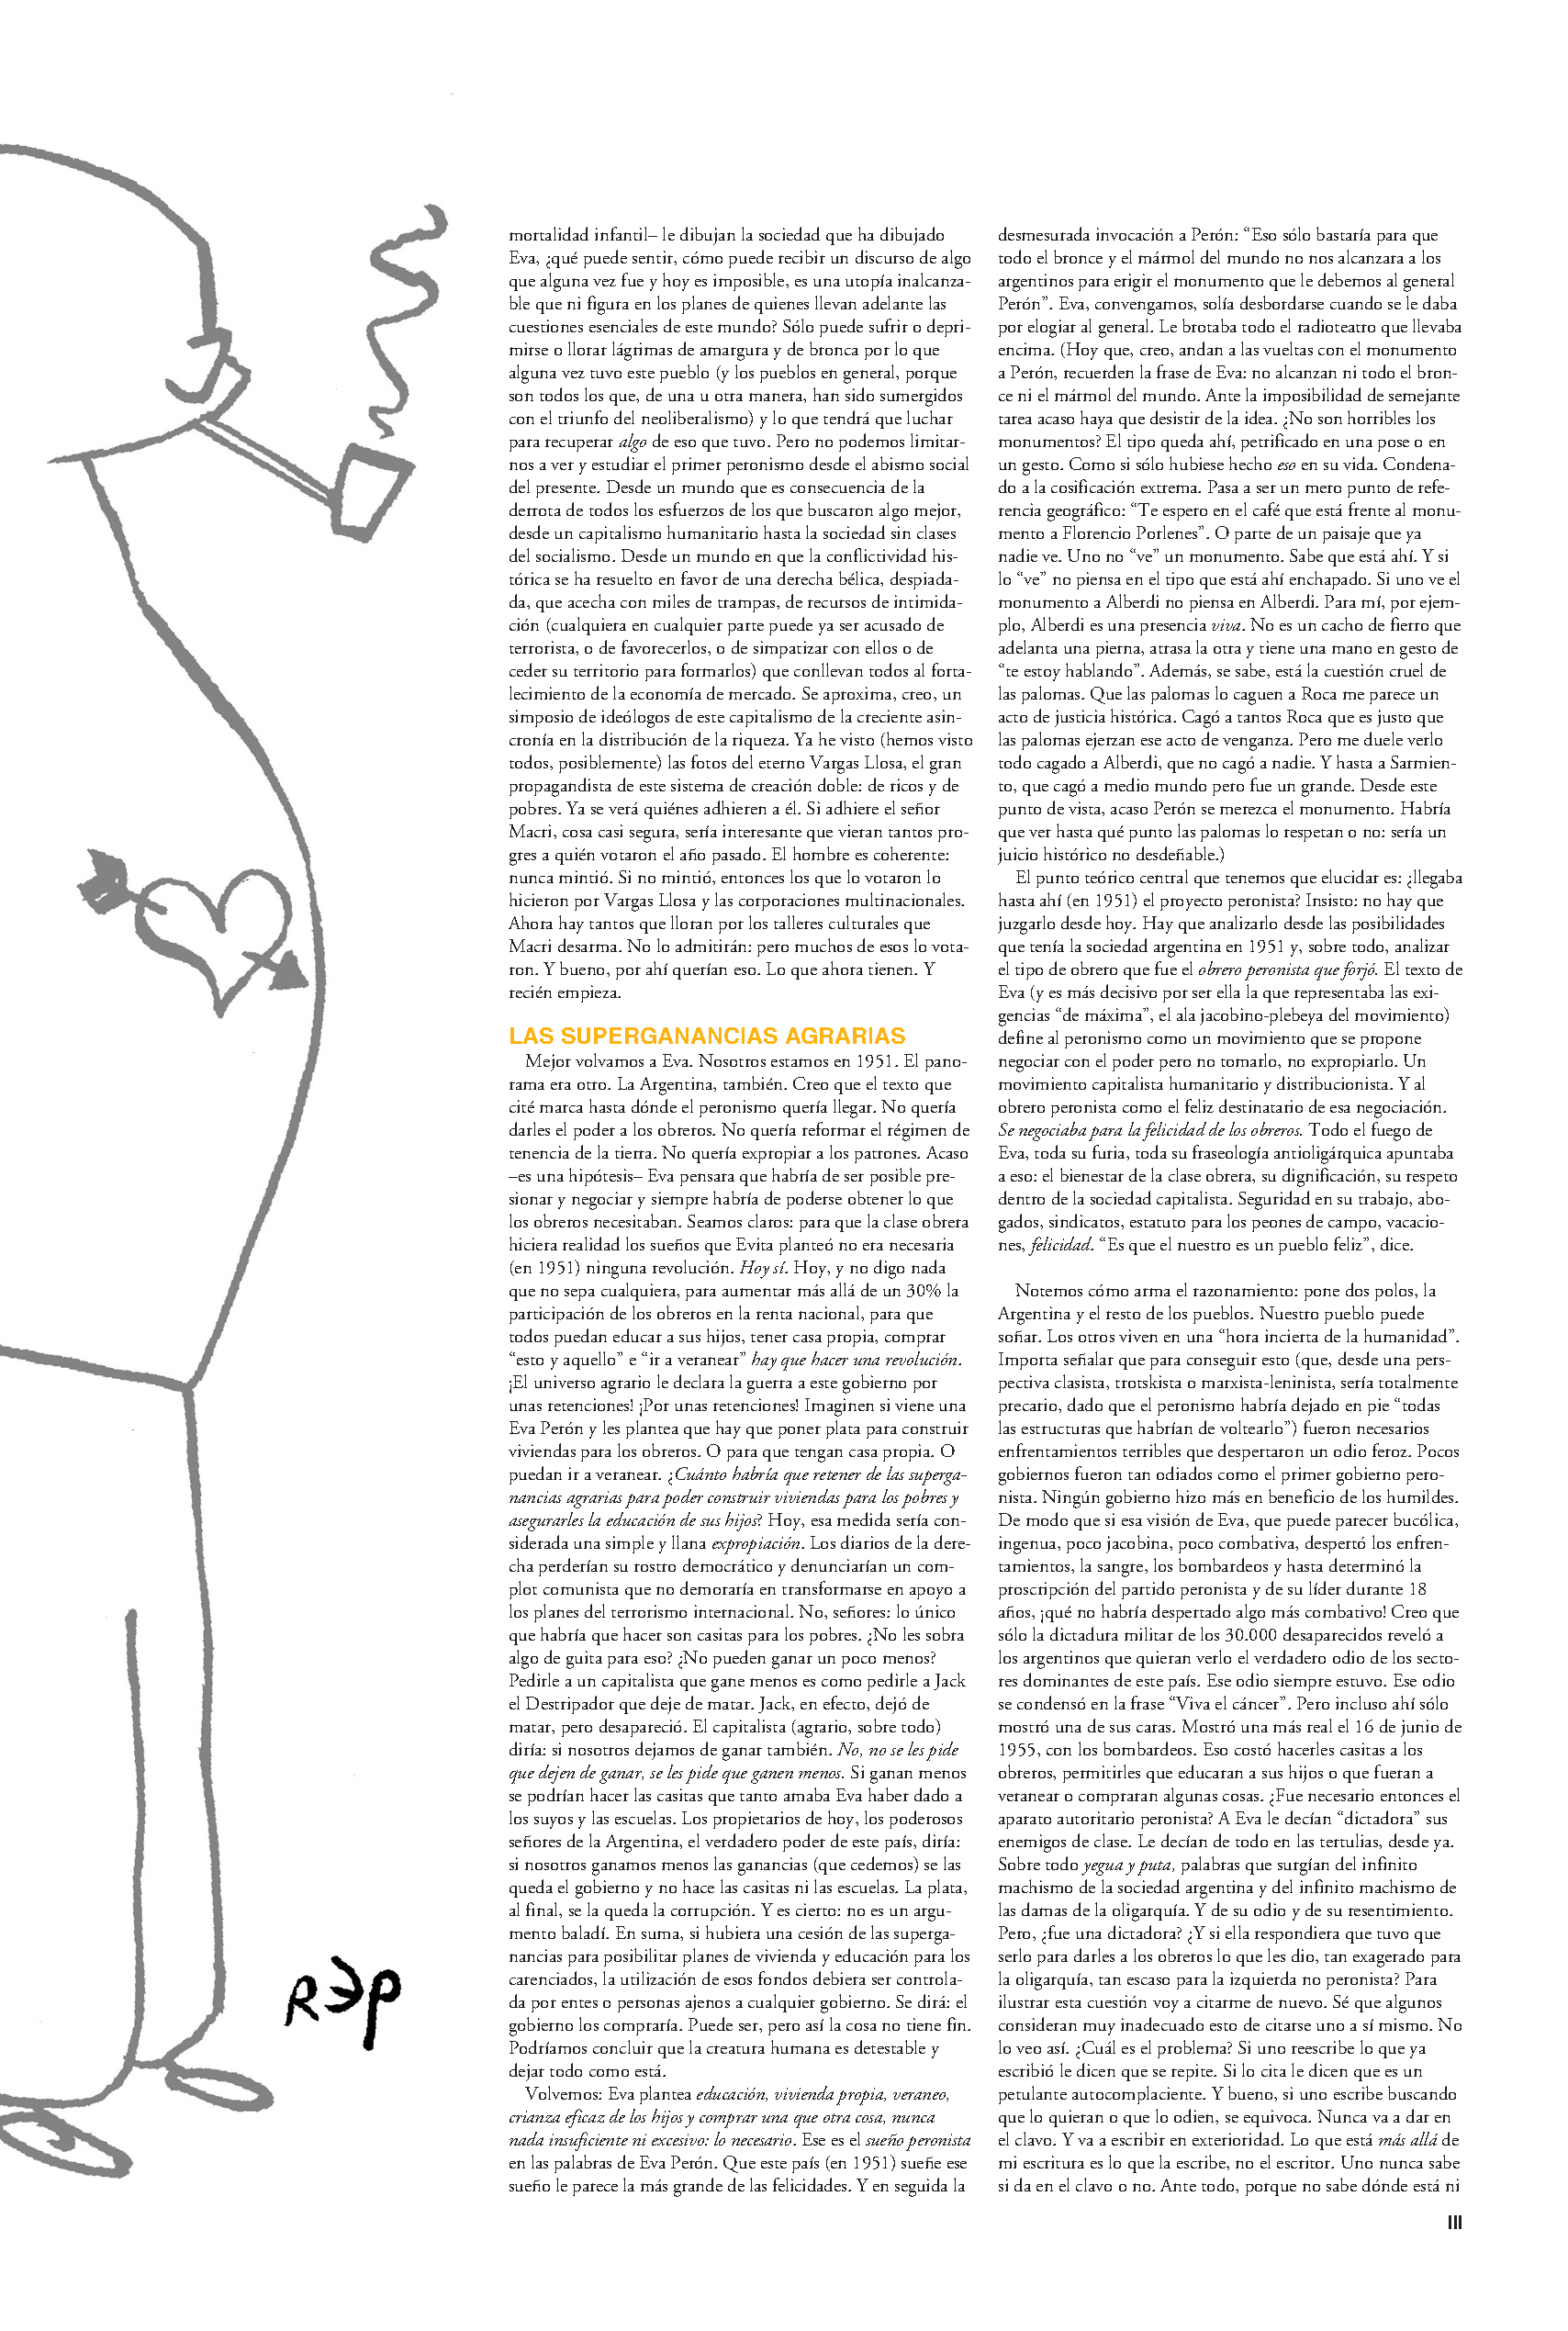 mortalidad infantil– le dibujan la sociedad que ha dibujado
Eva, ¿qué puede sentir, cómo puede recibir un discurso de algo
que alguna vez fue y hoy es imposible, es una utopía inalcanza-
ble que ni figura en los planes de quienes llevan adelante las
cuestiones esenciales de este mundo? Sólo puede sufrir o depri-
mirse o llorar lágrimas de amargura y de bronca por lo que
alguna vez tuvo este pueblo (y los pueblos en general, porque
son todos los que, de una u otra manera, han sido sumergidos
con el triunfo del neoliberalismo) y lo que tendrá que luchar
para recuperar algo de eso que tuvo. Pero no podemos limitar-
nos a ver y estudiar el primer peronismo desde el abismo social
del presente. Desde un mundo que es consecuencia de la
derrota de todos los esfuerzos de los que buscaron algo mejor,
desde un capitalismo humanitario hasta la sociedad sin clases
del socialismo. Desde un mundo en que la conflictividad his-
tórica se ha resuelto en favor de una derecha bélica, despiada-
da, que acecha con miles de trampas, de recursos de intimida-
ción (cualquiera en cualquier parte puede ya ser acusado de
terrorista, o de favorecerlos, o de simpatizar con ellos o de
ceder su territorio para formarlos) que conllevan todos al forta-
lecimiento de la economía de mercado. Se aproxima, creo, un
simposio de ideólogos de este capitalismo de la creciente asin-
cronía en la distribución de la riqueza. Ya he visto (hemos visto
todos, posiblemente) las fotos del eterno Vargas Llosa, el gran
propagandista de este sistema de creación doble: de ricos y de
pobres. Ya se verá quiénes adhieren a él. Si adhiere el señor
Macri, cosa casi segura, sería interesante que vieran tantos pro-
gres a quién votaron el año pasado. El hombre es coherente:
nunca mintió. Si no mintió, entonces los que lo votaron lo
hicieron por Vargas Llosa y las corporaciones multinacionales.
Ahora hay tantos que lloran por los talleres culturales que
Macri desarma. No lo admitirán: pero muchos de esos lo vota-
ron. Y bueno, por ahí querían eso. Lo que ahora tienen. Y
recién empieza.
LAS SUPERGANANCIAS AGRARIAS
Mejor volvamos a Eva. Nosotros estamos en 1951. El pano-
rama era otro. La Argentina, también. Creo que el texto que
cité marca hasta dónde el peronismo quería llegar. No quería
darles el poder a los obreros. No quería reformar el régimen de
tenencia de la tierra. No quería expropiar a los patrones. Acaso
–es una hipótesis– Eva pensara que habría de ser posible pre-
sionar y negociar y siempre habría de poderse obtener lo que
los obreros necesitaban. Seamos claros: para que la clase obrera
hiciera realidad los sueños que Evita planteó no era necesaria
(en 1951) ninguna revolución. Hoy sí. Hoy, y no digo nada
que no sepa cualquiera, para aumentar más allá de un 30% la
participación de los obreros en la renta nacional, para que
todos puedan educar a sus hijos, tener casa propia, comprar
“esto y aquello” e “ir a veranear” hay que hacer una revolución.
¡El universo agrario le declara la guerra a este gobierno por
unas retenciones! ¡Por unas retenciones! Imaginen si viene una
Eva Perón y les plantea que hay que poner plata para construir
viviendas para los obreros. O para que tengan casa propia. O
puedan ir a veranear. ¿Cuánto habría que retener de las superga-
nancias agrarias para poder construir viviendas para los pobres y
asegurarles la educación de sus hijos? Hoy, esa medida sería con-
siderada una simple y llana expropiación. Los diarios de la dere-
cha perderían su rostro democrático y denunciarían un com-
plot comunista que no demoraría en transformarse en apoyo a
los planes del terrorismo internacional. No, señores: lo único
que habría que hacer son casitas para los pobres. ¿No les sobra
algo de guita para eso? ¿No pueden ganar un poco menos?
Pedirle a un capitalista que gane menos es como pedirle a Jack
el Destripador que deje de matar. Jack, en efecto, dejó de
matar, pero desapareció. El capitalista (agrario, sobre todo)
diría: si nosotros dejamos de ganar también. No, no se les pide
que dejen de ganar, se les pide que ganen menos. Si ganan menos
se podrían hacer las casitas que tanto amaba Eva haber dado a
los suyos y las escuelas. Los propietarios de hoy, los poderosos
señores de la Argentina, el verdadero poder de este país, diría:
si nosotros ganamos menos las ganancias (que cedemos) se las
queda el gobierno y no hace las casitas ni las escuelas. La plata,
al final, se la queda la corrupción. Y es cierto: no es un argu-
mento baladí. En suma, si hubiera una cesión de las superga-
nancias para posibilitar planes de vivienda y educación para los
carenciados, la utilización de esos fondos debiera ser controla-
da por entes o personas ajenos a cualquier gobierno. Se dirá: el
gobierno los compraría. Puede ser, pero así la cosa no tiene fin.
Podríamos concluir que la creatura humana es detestable y
dejar todo como está.
Volvemos: Eva plantea educación, vivienda propia, veraneo,
crianza eficaz de los hijos y comprar una que otra cosa, nunca
nada insuficiente ni excesivo: lo necesario. Ese es el sueño peronista
en las palabras de Eva Perón. Que este país (en 1951) sueñe ese
sueño le parece la más grande de las felicidades. Y en seguida la
desmesurada invocación a Perón: “Eso sólo bastaría para que
todo el bronce y el mármol del mundo no nos alcanzara a los
argentinos para erigir el monumento que le debemos al general
Perón”. Eva, convengamos, solía desbordarse cuando se le daba
por elogiar al general. Le brotaba todo el radioteatro que llevaba
encima. (Hoy que, creo, andan a las vueltas con el monumento
a Perón, recuerden la frase de Eva: no alcanzan ni todo el bron-
ce ni el mármol del mundo. Ante la imposibilidad de semejante
tarea acaso haya que desistir de la idea. ¿No son horribles los
monumentos? El tipo queda ahí, petrificado en una pose o en
un gesto. Como si sólo hubiese hecho eso en su vida. Condena-
do a la cosificación extrema. Pasa a ser un mero punto de refe-
rencia geográfico: “Te espero en el café que está frente al monu-
mento a Florencio Porlenes”. O parte de un paisaje que ya
nadie ve. Uno no “ve” un monumento. Sabe que está ahí. Y si
lo “ve” no piensa en el tipo que está ahí enchapado. Si uno ve el
monumento a Alberdi no piensa en Alberdi. Para mí, por ejem-
plo, Alberdi es una presencia viva. No es un cacho de fierro que
adelanta una pierna, atrasa la otra y tiene una mano en gesto de
“te estoy hablando”. Además, se sabe, está la cuestión cruel de
las palomas. Que las palomas lo caguen a Roca me parece un
acto de justicia histórica. Cagó a tantos Roca que es justo que
las palomas ejerzan ese acto de venganza. Pero me duele verlo
todo cagado a Alberdi, que no cagó a nadie. Y hasta a Sarmien-
to, que cagó a medio mundo pero fue un grande. Desde este
punto de vista, acaso Perón se merezca el monumento. Habría
que ver hasta qué punto las palomas lo respetan o no: sería un
juicio histórico no desdeñable.)
El punto teórico central que tenemos que elucidar es: ¿llegaba
hasta ahí (en 1951) el proyecto peronista? Insisto: no hay que
juzgarlo desde hoy. Hay que analizarlo desde las posibilidades
que tenía la sociedad argentina en 1951 y, sobre todo, analizar
el tipo de obrero que fue el obrero peronista que forjó. El texto de
Eva (y es más decisivo por ser ella la que representaba las exi-
gencias “de máxima”, el ala jacobino-plebeya del movimiento)
define al peronismo como un movimiento que se propone
negociar con el poder pero no tomarlo, no expropiarlo. Un
movimiento capitalista humanitario y distribucionista. Y al
obrero peronista como el feliz destinatario de esa negociación.
Se negociaba para la felicidad de los obreros. Todo el fuego de
Eva, toda su furia, toda su fraseología antioligárquica apuntaba
a eso: el bienestar de la clase obrera, su dignificación, su respeto
dentro de la sociedad capitalista. Seguridad en su trabajo, abo-
gados, sindicatos, estatuto para los peones de campo, vacacio-
nes, felicidad. “Es que el nuestro es un pueblo feliz”, dice.
Notemos cómo arma el razonamiento: pone dos polos, la
Argentina y el resto de los pueblos. Nuestro pueblo puede
soñar. Los otros viven en una “hora incierta de la humanidad”.
Importa señalar que para conseguir esto (que, desde una pers-
pectiva clasista, trotskista o marxista-leninista, sería totalmente
precario, dado que el peronismo habría dejado en pie “todas
las estructuras que habrían de voltearlo”) fueron necesarios
enfrentamientos terribles que despertaron un odio feroz. Pocos
gobiernos fueron tan odiados como el primer gobierno pero-
nista. Ningún gobierno hizo más en beneficio de los humildes.
De modo que si esa visión de Eva, que puede parecer bucólica,
ingenua, poco jacobina, poco combativa, despertó los enfren-
tamientos, la sangre, los bombardeos y hasta determinó la
proscripción del partido peronista y de su líder durante 18
años, ¡qué no habría despertado algo más combativo! Creo que
sólo la dictadura militar de los 30.000 desaparecidos reveló a
los argentinos que quieran verlo el verdadero odio de los secto-
res dominantes de este país. Ese odio siempre estuvo. Ese odio
se condensó en la frase “Viva el cáncer”. Pero incluso ahí sólo
mostró una de sus caras. Mostró una más real el 16 de junio de
1955, con los bombardeos. Eso costó hacerles casitas a los
obreros, permitirles que educaran a sus hijos o que fueran a
veranear o compraran algunas cosas. ¿Fue necesario entonces el
aparato autoritario peronista? A Eva le decían “dictadora” sus
enemigos de clase. Le decían de todo en las tertulias, desde ya.
Sobre todo yegua y puta, palabras que surgían del infinito
machismo de la sociedad argentina y del infinito machismo de
las damas de la oligarquía. Y de su odio y de su resentimiento.
Pero, ¿fue una dictadora? ¿Y si ella respondiera que tuvo que
serlo para darles a los obreros lo que les dio, tan exagerado para
la oligarquía, tan escaso para la izquierda no peronista? Para
ilustrar esta cuestión voy a citarme de nuevo. Sé que algunos
consideran muy inadecuado esto de citarse uno a sí mismo. No
lo veo así. ¿Cuál es el problema? Si uno reescribe lo que ya
escribió le dicen que se repite. Si lo cita le dicen que es un
petulante autocomplaciente. Y bueno, si uno escribe buscando
que lo quieran o que lo odien, se equivoca. Nunca va a dar en
el clavo. Y va a escribir en exterioridad. Lo que está más allá de
mi escritura es lo que la escribe, no el escritor. Uno nunca sabe
si da en el clavo o no. Ante todo, porque no sabe dónde está ni
REP
III